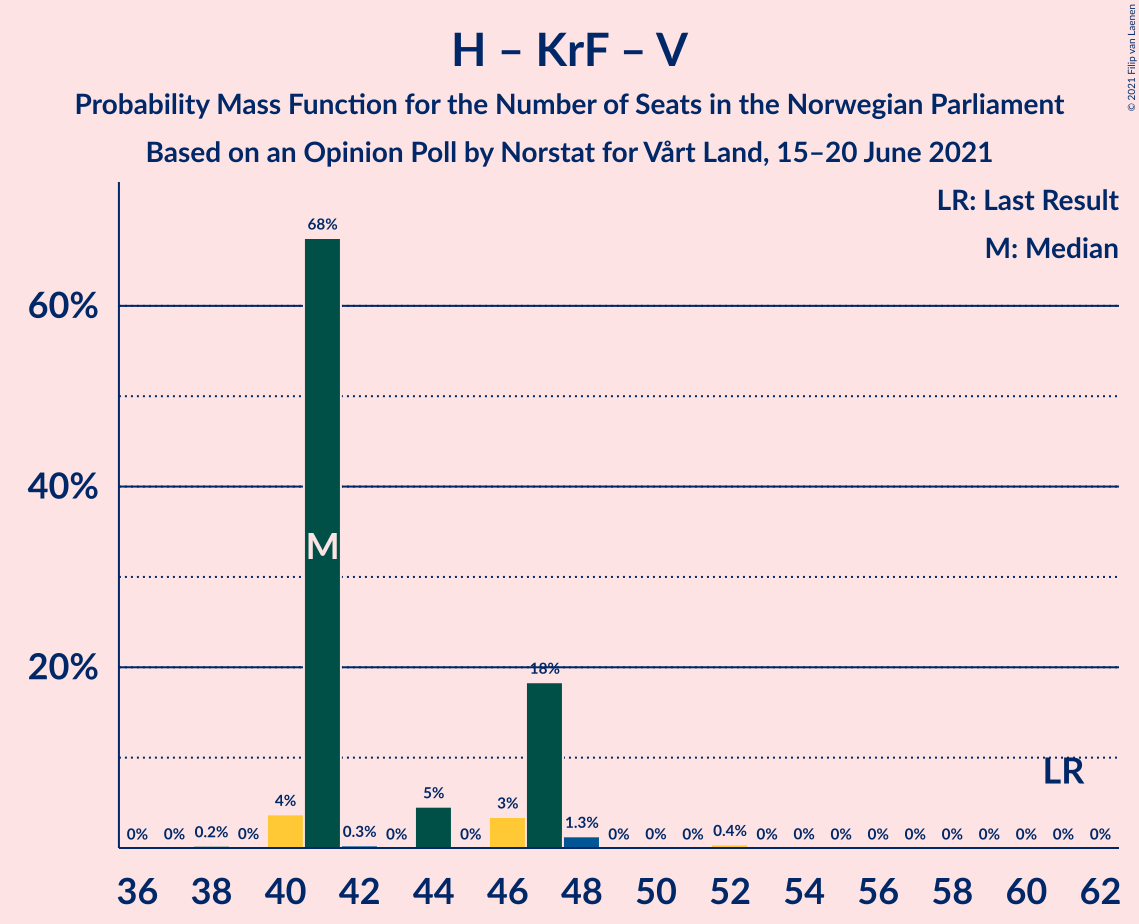 H – KrF – V
Probability Mass Function for the Number of Seats in the Norwegian Parliament
Based on an Opinion Poll by Norstat for Vårt Land, 15–20 June 2021
© 2021 Filip van Laenen
LR: Last Result
M: Median
60%
40%
20%
68%
M
18%
LR
0% 0% 0.2% 0% 4% 0.3% 0% 5% 0% 3% 1.3% 0% 0% 0% 0.4% 0% 0% 0% 0% 0% 0% 0% 0% 0% 0%
36 38 40 42 44 46 48 50 52 54 56 58 60 62